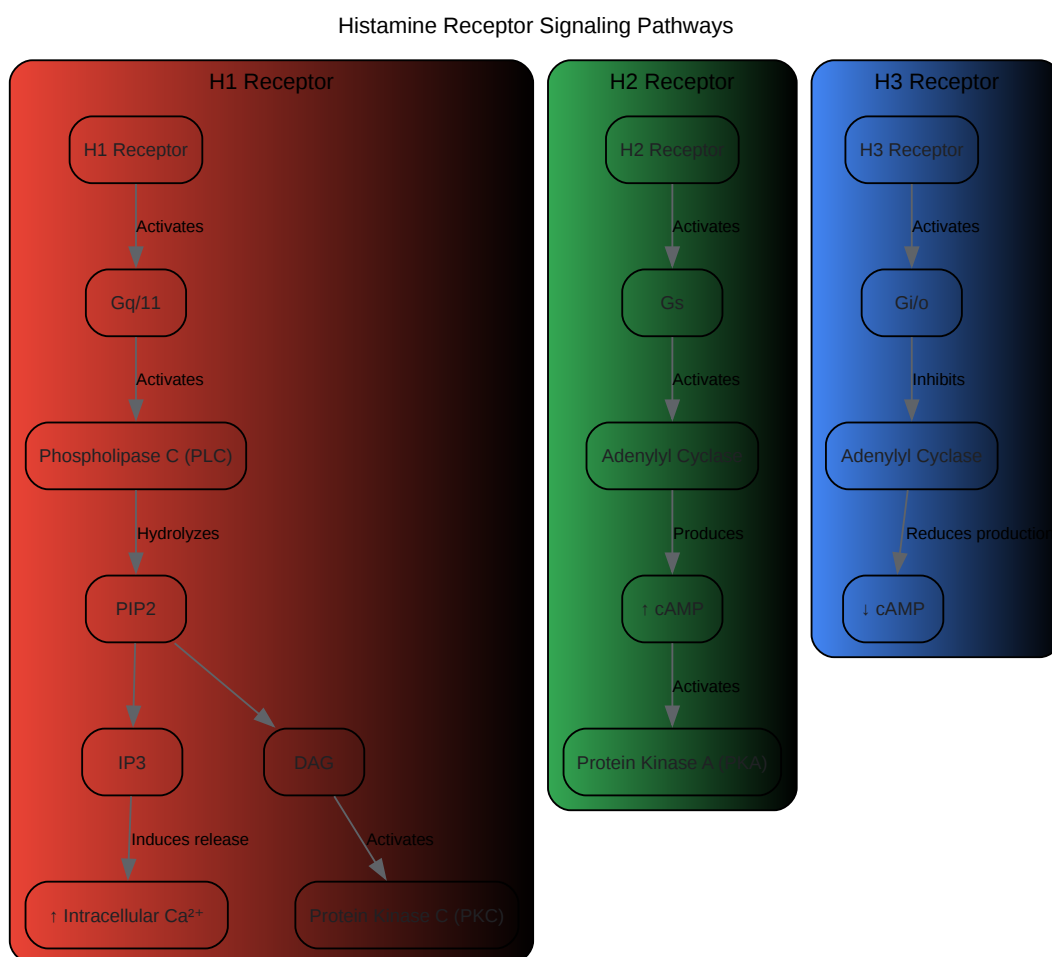 Histamine Receptor Signaling Pathways
H1 Receptor
H1 Receptor
Activates
Gq/11
Activates
Phospholipase C (PLC)
Hydrolyzes
PIP2
IP3
DAG
Induces release
Activates
↑ Intracellular Ca²⁺
Protein Kinase C (PKC)
H2 Receptor
H2 Receptor
Activates
Gs
Activates
Adenylyl Cyclase
Produces
↑ cAMP
Activates
Protein Kinase A (PKA)
H3 Receptor
H3 Receptor
Activates
Gi/o
Inhibits
Adenylyl Cyclase
Reduces production
↓ cAMP